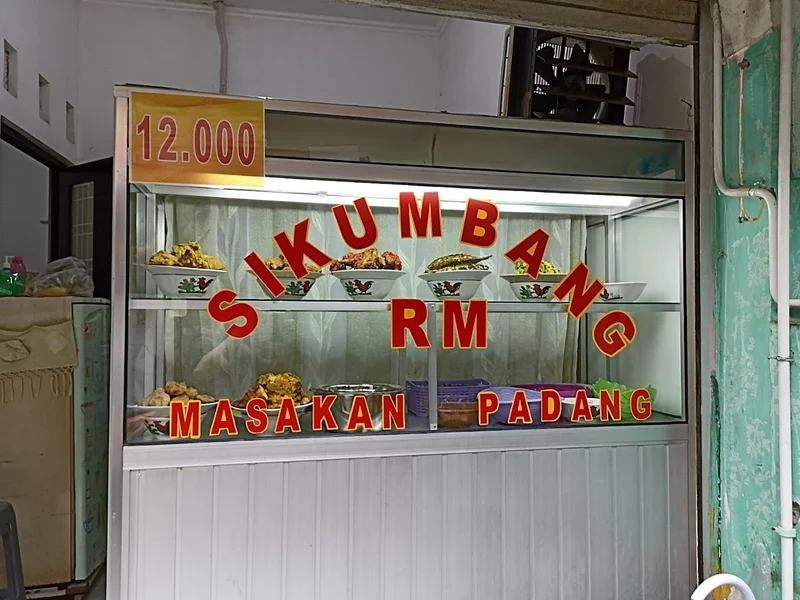 12.000
SIKUMBANG
RM
MASAKAN PADANG